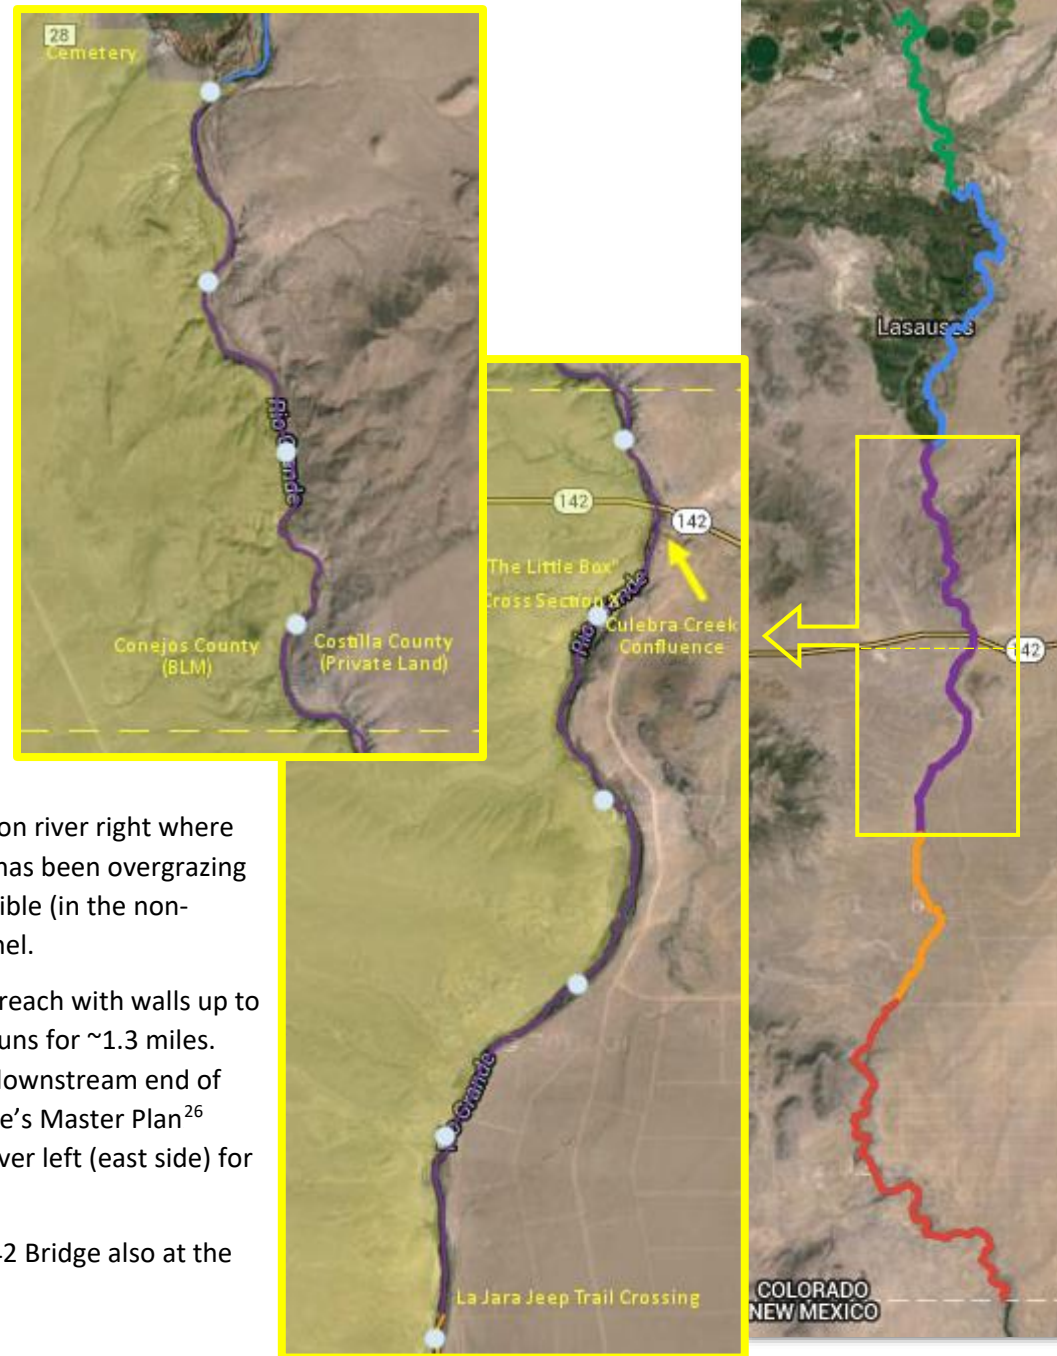 28
Cemetery
Rio Grande
Conejos County
(BLM)
Costilla County
(Private Land)
142
142
"The Little Box"
Cross Section
Rio Grande
Culebra Creek
Confluence
Rio Grande
La Jara Jeep Trail Crossing
Lasauses
142
COLORADO
NEW MEXICO
on river right where
has been overgrazing
ible (in the non-
nel.
reach with walls up to
uns for ~1.3 miles.
downstream end of
e's Master Plan26
ver left (east side) for
42 Bridge also at the